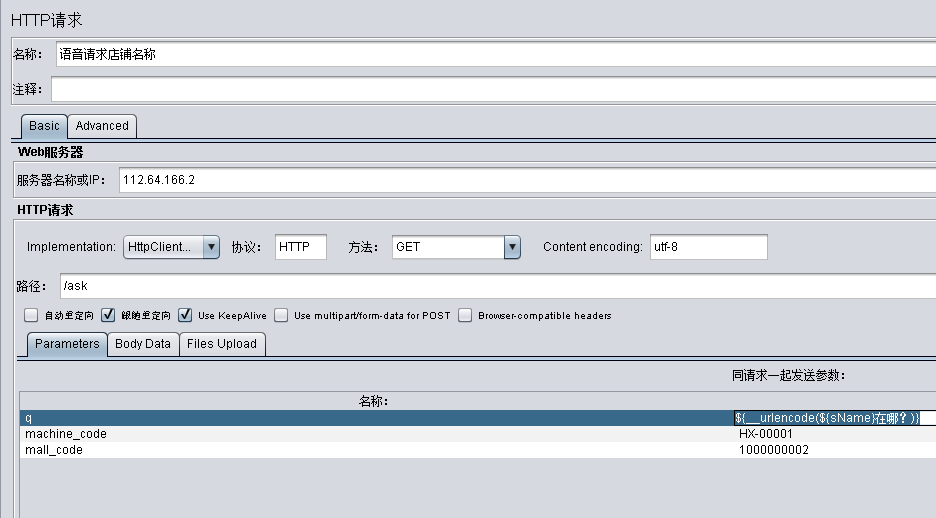 HTTP请求
名称： 语音请求店铺名称
注释：
Basic Advanced
Web服务器
服务器名称或IP： 112.64.166.2
HTTP请求
Implementation: HttpClient... 协议： HTTP 方法： GET Content encoding: utf-8
路径： /ask
自动重定向 跟随重定向 Use KeepAlive Use multipart/form-data for POST Browser-compatible headers
Parameters Body Data Files Upload
同请求一起发送参数：
名称：
q ${__urlencode(${sName}在哪？)}
machine_code HX-00001
mall_code 1000000002